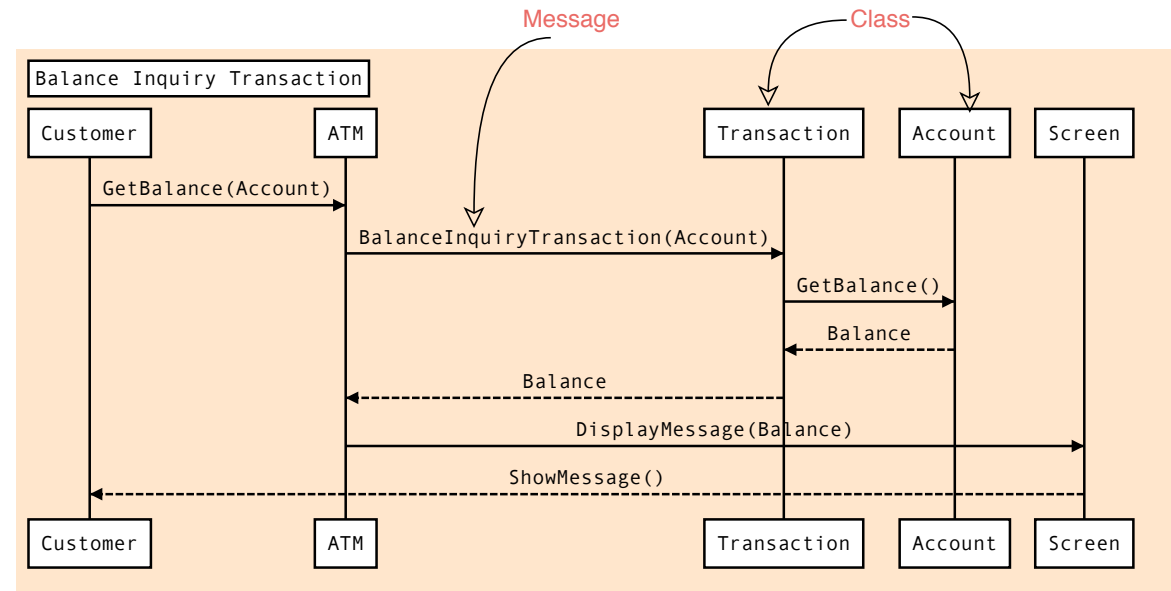 Message
Class
Balance Inquiry Transaction
Customer
ATM
Transaction
Account
Screen
GetBalance(Account)
BalanceInquiryTransaction(Account)
GetBalance()
Balance
Balance
DisplayMessage(Balance)
ShowMessage()
Customer
ATM
Transaction
Account
Screen